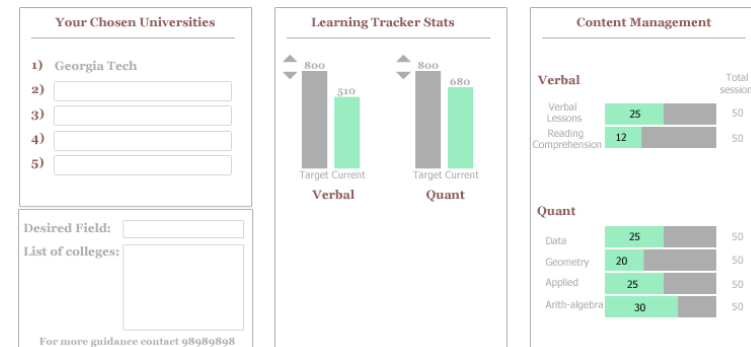 Your Chosen Universities
1) Georgia Tech
2)
3)
4)
5)
Desired Field:
List of colleges:
For more guidance contact 98989898
Learning Tracker Stats
800
510
Target Current
Verbal
800
680
Target Current
Quant
Content Management
Verbal
Total
session
Verbal
Lessons
25
50
Reading
Comprehension
12
50
Quant
Data
25
50
Geometry
20
50
Applied
25
50
Arith-algebra
30
50